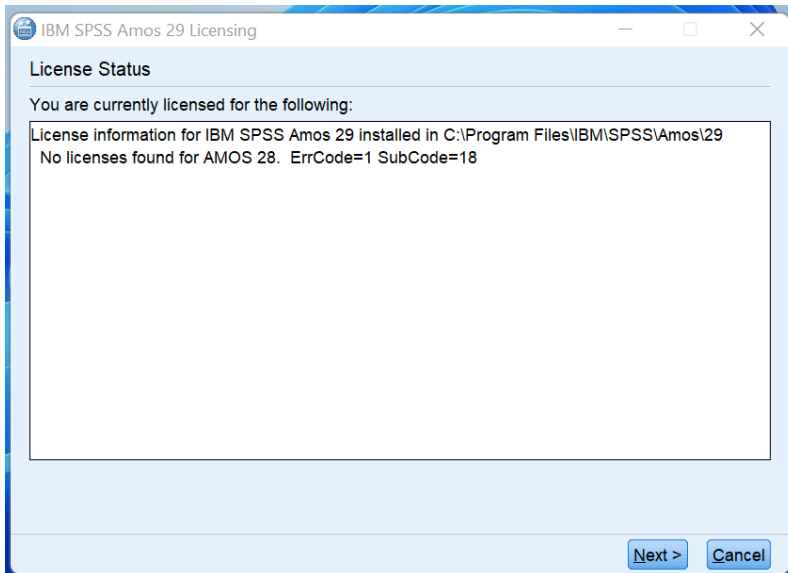 IBM SPSS Amos 29 Licensing
License Status
You are currently licensed for the following:
License information for IBM SPSS Amos 29 installed in C:\Program Files\IBM\SPSS\Amos\29
No licenses found for AMOS 28. ErrCode=1 SubCode=18
Next >
Cancel